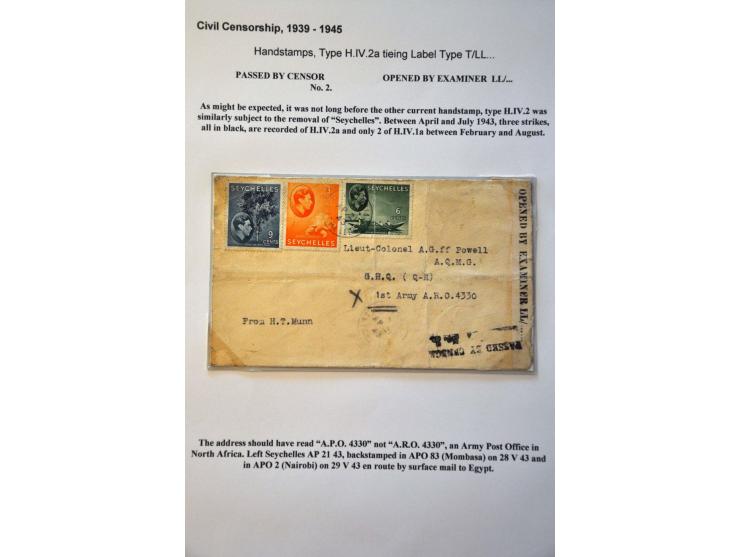 Civil Censorship, 1939 - 1945
Handstamps, Type H.IV.2a tieing Label Type T/LL...
PASSED BY CENSOR OPENED BY EXAMINER LL/...
No. 2.
As might be expected, it was not long before the other current handstamp, type H.IV.2 was
similarly subject to the removal of “Seychelles”. Between April and July 1943, three strikes,
all in black, are recorded of H.IV.2a and only 2 of H.IV.1a between February and August.
SEYCHELLES
9
CENTS
3
SEYCHELLES
SEYCHELLES
6
CENTS
Lieut-Colonel A.G.ff Powell
A.Q.M.G.
G.H.Q. ( Q-M)
X 1st Army A.R.O.4330
From H.T.Munn
OPENED BY EXAMINER LL/....
PASSED BY CENSOR
The address should have read “A.P.O. 4330” not “A.R.O. 4330”, an Army Post Office in
North Africa. Left Seychelles AP 21 43, backstamped in APO 83 (Mombasa) on 28 V 43 and
in APO 2 (Nairobi) on 29 V 43 en route by surface mail to Egypt.